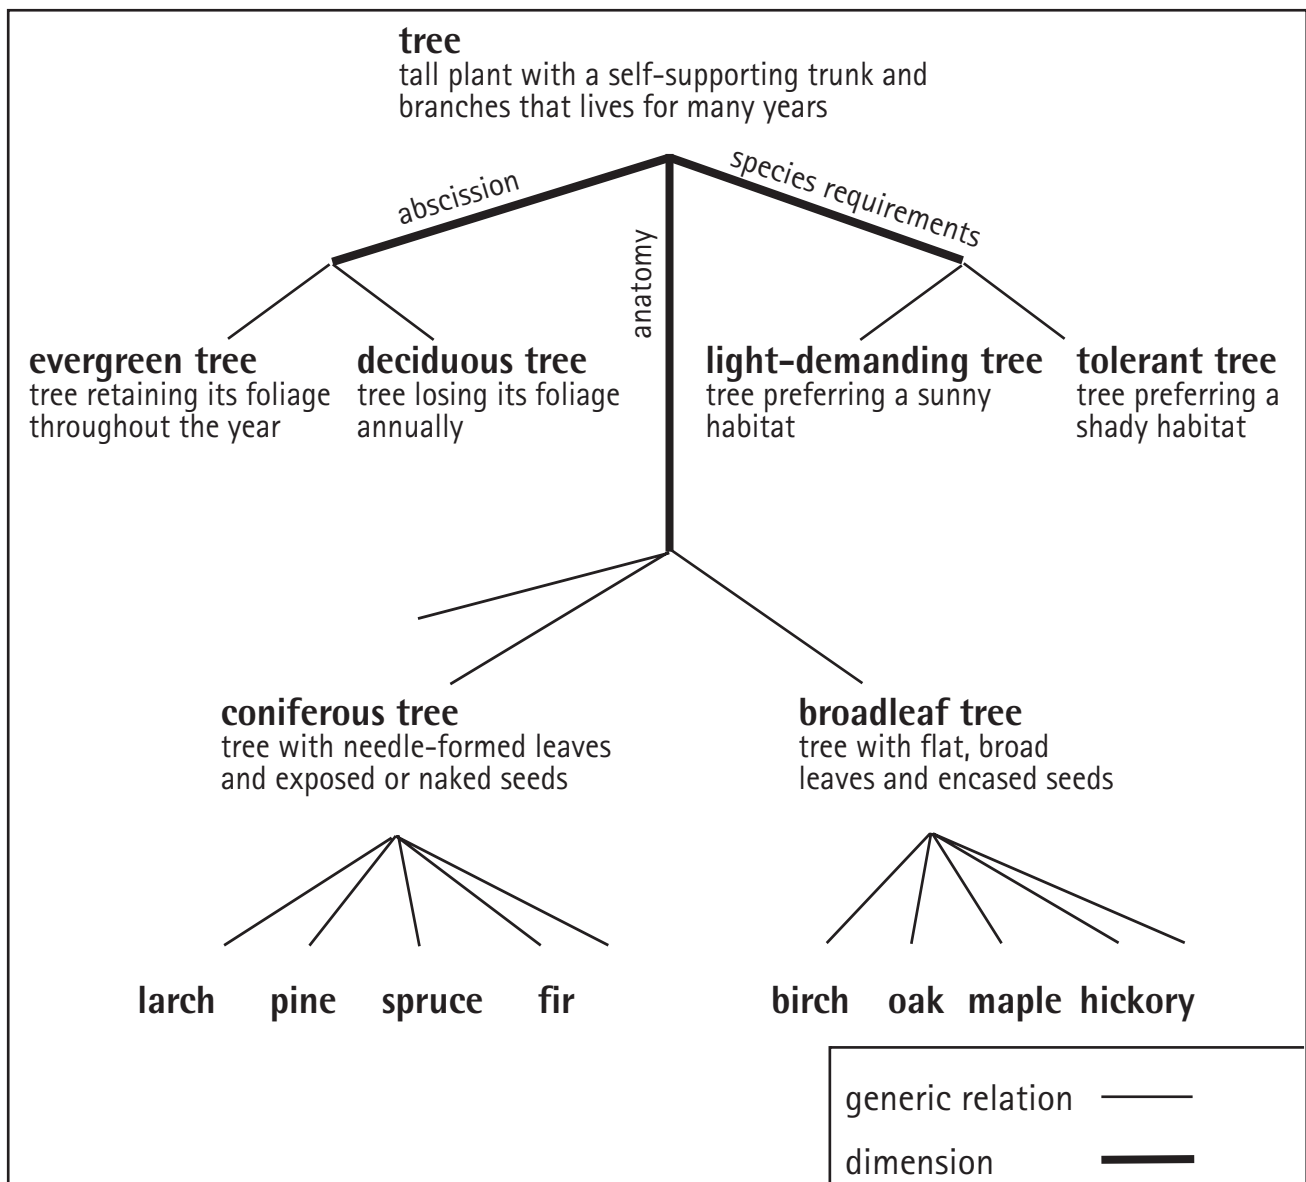 tree
tall plant with a self-supporting trunk and
branches that lives for many years
abscission
species requirements
anatomy
evergreen tree
tree retaining its foliage
throughout the year
deciduous tree
tree losing its foliage
annually
light-demanding tree
tree preferring a sunny
habitat
tolerant tree
tree preferring a
shady habitat
coniferous tree
tree with needle-formed leaves
and exposed or naked seeds
broadleaf tree
tree with flat, broad
leaves and encased seeds
larch pine spruce fir
birch oak maple hickory
generic relation
dimension